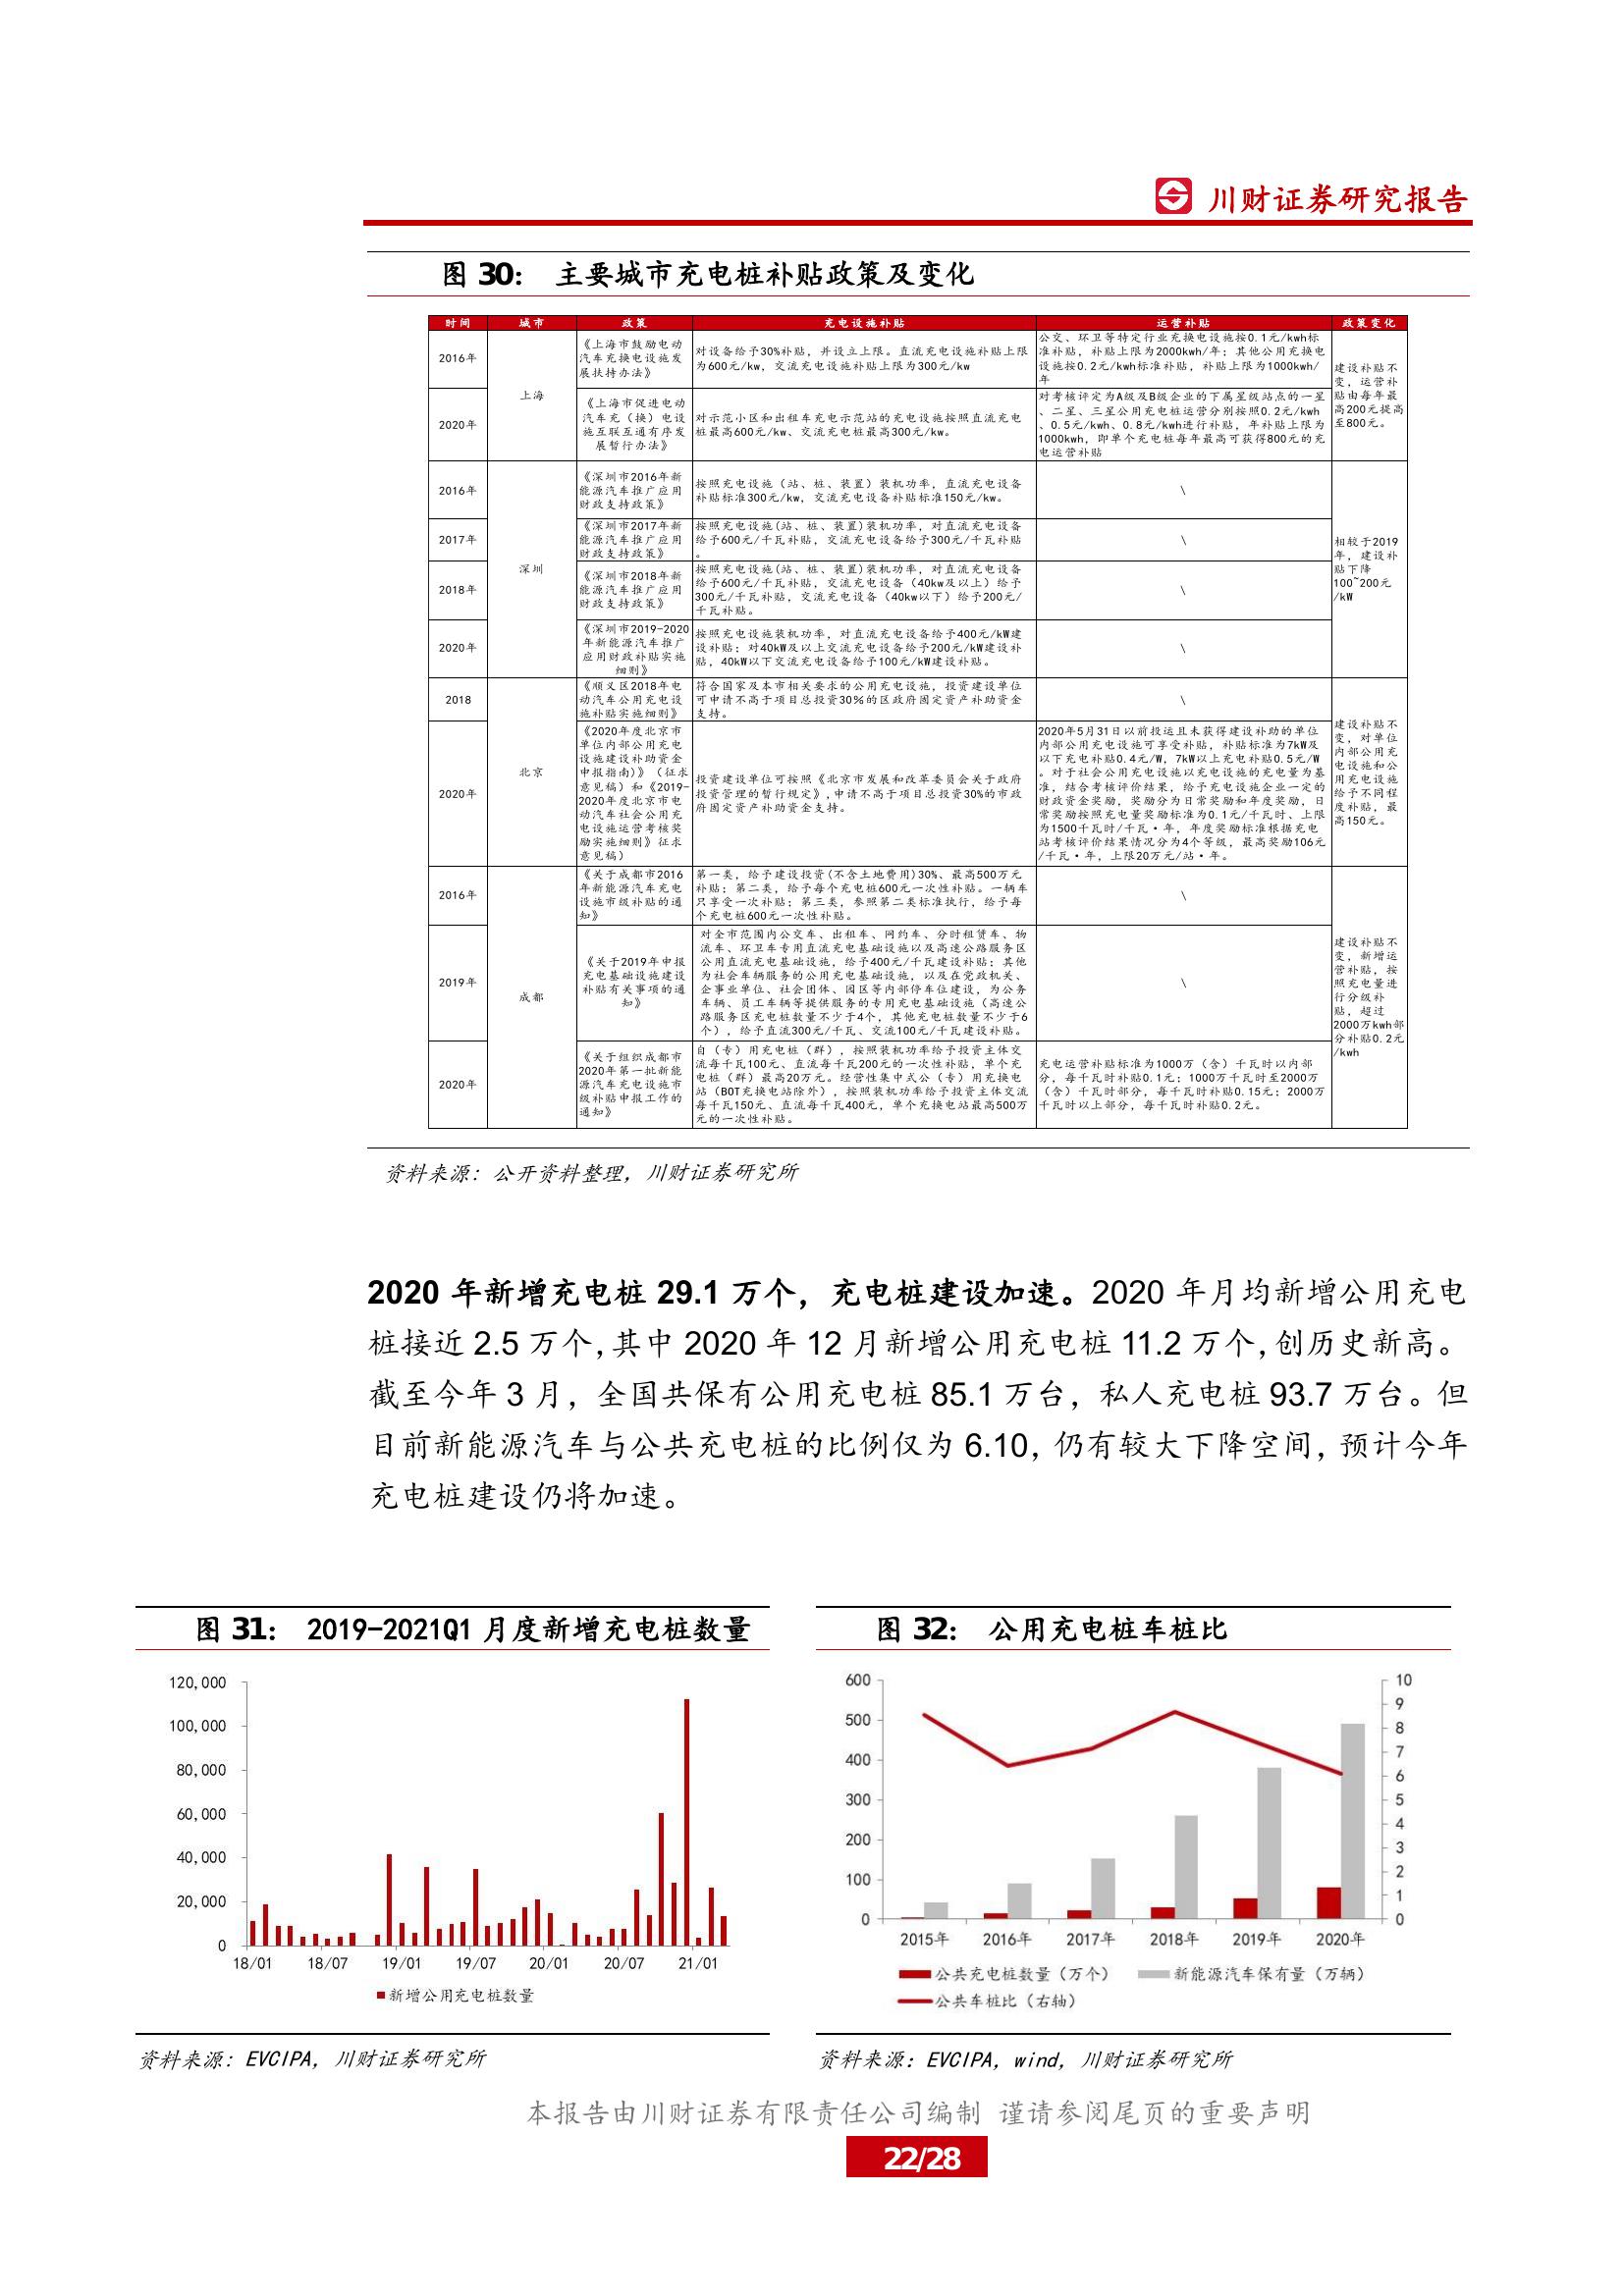 川财证券研究报告
图 30： 主要城市充电桩补贴政策及变化
时间 城市 政策 充电设施补贴 运营补贴 政策变化
2016年
上海
《上海市鼓励电动
汽车充换电设施发
展扶持办法》
对设备给予30%补贴，并设立上限。直流充电设施补贴上限
为600元/kw，交流充电设施补贴上限为300元/kw
公交、环卫等特定行业充换电设施按0.1元/kwh标
准补贴，补贴上限为2000kwh/年；其他公用充换电
设施按0.2元/kwh标准补贴，补贴上限为1000kwh/
年
建设补贴不
变，运营补
贴由每年最
高200元提高
至800元。
2020年
《上海市促进电动
汽车充（换）电设
施互联互通有序发
展暂行办法》
对示范小区和出租车充电示范站的充电设施按照直流充电
桩最高600元/kw、交流充电桩最高300元/kw。
对考核评定为A级及B级企业的下属星级站点的一星
、二星、三星公用充电桩运营分别按照0.2元/kwh
、0.5元/kwh、0.8元/kwh进行补贴，年补贴上限为
1000kwh，即单个充电桩每年最高可获得800元的充
电运营补贴
2016年
深圳
《深圳市2016年新
能源汽车推广应用
财政支持政策》
按照充电设施（站、桩、装置）装机功率，直流充电设备
补贴标准300元/kw，交流充电设备补贴标准150元/kw。
\
相较于2019
年，建设补
贴下降
100~200元
/kW
2017年
《深圳市2017年新
能源汽车推广应用
财政支持政策》
按照充电设施(站、桩、装置)装机功率，对直流充电设备
给予600元/千瓦补贴，交流充电设备给予300元/千瓦补贴
。
\
2018年
《深圳市2018年新
能源汽车推广应用
财政支持政策》
按照充电设施(站、桩、装置)装机功率，对直流充电设备
给予600元/千瓦补贴，交流充电设备（40kw及以上）给予
300元/千瓦补贴，交流充电设备（40kw以下）给予200元/
千瓦补贴。
\
2020年
《深圳市2019-2020
年新能源汽车推广
应用财政补贴实施
细则》
按照充电设施装机功率，对直流充电设备给予400元/kW建
设补贴；对40kW及以上交流充电设备给予200元/kW建设补
贴，40kW以下交流充电设备给予100元/kW建设补贴。
\
2018
北京
《顺义区2018年电
动汽车公用充电设
施补贴实施细则》
符合国家及本市相关要求的公用充电设施，投资建设单位
可申请不高于项目总投资30%的区政府固定资产补助资金
支持。
\
建设补贴不
变，对单位
内部公用充
电设施和公
用充电设施
给予不同程
度补贴，最
高150元。
2020年
《2020年度北京市
单位内部公用充电
设施建设补助资金
申报指南)》（征求
意见稿）和《2019-
2020年度北京市电
动汽车社会公用充
电设施运营考核奖
励实施细则》征求
意见稿）
投资建设单位可按照《北京市发展和改革委员会关于政府
投资管理的暂行规定》,申请不高于项目总投资30%的市政
府固定资产补助资金支持。
2020年5月31日以前投运且未获得建设补助的单位
内部公用充电设施可享受补贴，补贴标准为7kW及
以下充电补贴0.4元/W，7kW以上充电补贴0.5元/W
。对于社会公用充电设施以充电设施的充电量为基
准，结合考核评价结果，给予充电设施企业一定的
财政资金奖励，奖励分为日常奖励和年度奖励，日
常奖励按照充电量奖励标准为0.1元/千瓦时、上限
为1500千瓦时/千瓦·年，年度奖励标准根据充电
站考核评价结果情况分为4个等级，最高奖励106元
/千瓦·年，上限20万元/站·年。
2016年
成都
《关于成都市2016
年新能源汽车充电
设施市级补贴的通
知》
第一类，给予建设投资(不含土地费用)30%、最高500万元
补贴；第二类，给予每个充电桩600元一次性补贴。一辆车
只享受一次补贴；第三类，参照第二类标准执行，给予每
个充电桩600元一次性补贴。
\
建设补贴不
变，新增运
营补贴，按
照充电量进
行分级补
贴，超过
2000万kwh部
分补贴0.2元
/kwh
2019年
《关于2019年申报
充电基础设施建设
补贴有关事项的通
知》
对全市范围内公交车、出租车、网约车、分时租赁车、物
流车、环卫车专用直流充电基础设施以及高速公路服务区
公用直流充电基础设施，给予400元/千瓦建设补贴；其他
为社会车辆服务的公用充电基础设施，以及在党政机关、
企事业单位、社会团体、园区等内部停车位建设，为公务
车辆、员工车辆等提供服务的专用充电基础设施（高速公
路服务区充电桩数量不少于4个，其他充电桩数量不少于6
个），给予直流300元/千瓦、交流100元/千瓦建设补贴。
\
2020年
《关于组织成都市
2020年第一批新能
源汽车充电设施市
级补贴申报工作的
通知》
自（专）用充电桩（群），按照装机功率给予投资主体交
流每千瓦100元、直流每千瓦200元的一次性补贴，单个充
电桩（群）最高20万元。经营性集中式公（专）用充换电
站（BOT充换电站除外），按照装机功率给予投资主体交流
每千瓦150元、直流每千瓦400元，单个充换电站最高500万
元的一次性补贴。
充电运营补贴标准为1000万（含）千瓦时以内部
分，每千瓦时补贴0.1元；1000万千瓦时至2000万
（含）千瓦时部分，每千瓦时补贴0.15元；2000万
千瓦时以上部分，每千瓦时补贴0.2元。
资料来源：公开资料整理，川财证券研究所
2020 年新增充电桩 29.1 万个，充电桩建设加速。2020 年月均新增公用充电
桩接近 2.5 万个,其中 2020 年 12 月新增公用充电桩 11.2 万个,创历史新高。
截至今年 3 月，全国共保有公用充电桩 85.1 万台，私人充电桩 93.7 万台。但
目前新能源汽车与公共充电桩的比例仅为 6.10，仍有较大下降空间，预计今年
充电桩建设仍将加速。
图 31： 2019-2021Q1 月度新增充电桩数量
120,000
100,000
80,000
60,000
40,000
20,000
0
18/01 18/07 19/01 19/07 20/01 20/07 21/01
新增公用充电桩数量
资料来源：EVCIPA，川财证券研究所
图 32： 公用充电桩车桩比
600
500
400
300
200
100
0
10
9
8
7
6
5
4
3
2
1
0
2015年 2016年 2017年 2018年 2019年 2020年
公共充电桩数量（万个） 新能源汽车保有量（万辆）
公共车桩比（右轴）
资料来源：EVCIPA，wind，川财证券研究所
本报告由川财证券有限责任公司编制 谨请参阅尾页的重要声明
22/28